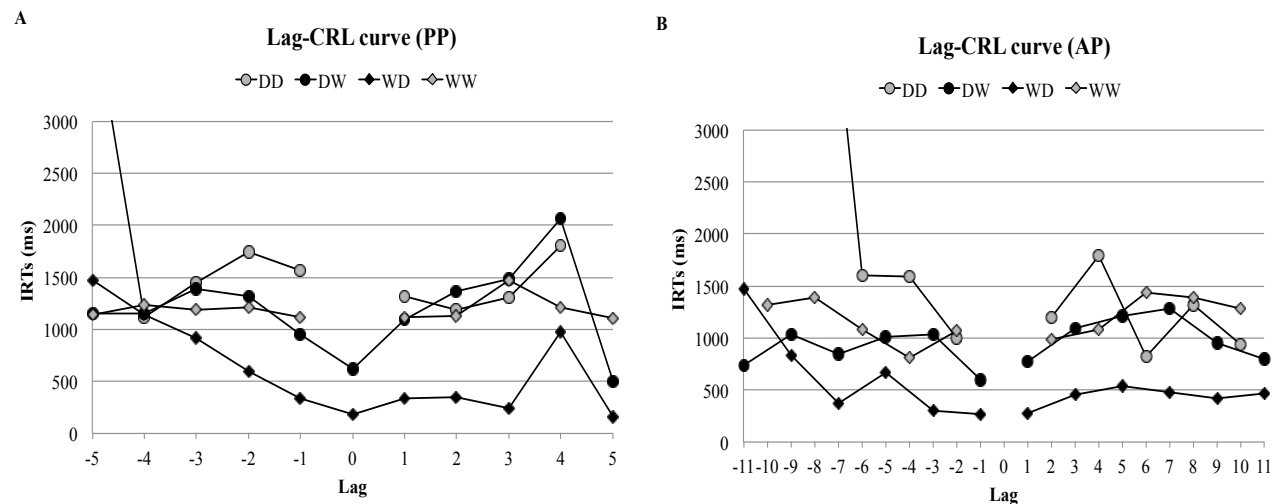 A
Lag-CRL curve (PP)
DD DW WD WW
3000
2500
2000
1500
1000
500
0
IRTs (ms)
-5 -4 -3 -2 -1 0 1 2 3 4 5
Lag
B
Lag-CRL curve (AP)
DD DW WD WW
3000
2500
2000
1500
1000
500
0
IRTs (ms)
-11 -10 -9 -8 -7 -6 -5 -4 -3 -2 -1 0 1 2 3 4 5 6 7 8 9 10 11
Lag